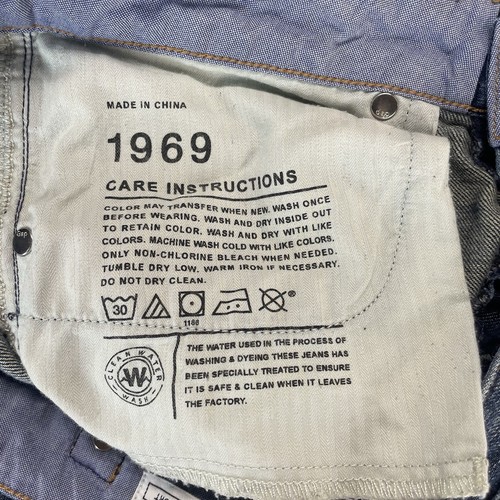 MADE IN CHINA
1969
CARE INSTRUCTIONS
COLOR MAY TRANSFER WHEN NEW. WASH ONCE
BEFORE WEARING. WASH AND DRY INSIDE OUT
TO RETAIN COLOR. WASH AND DRY WITH LIKE
COLORS. MACHINE WASH COLD WITH LIKE COLORS.
ONLY NON-CHLORINE BLEACH WHEN NEEDED.
TUMBLE DRY LOW. WARM IRON IF NECESSARY.
DO NOT DRY CLEAN.
30
1166
CLEAN WATER
W
WASH
THE WATER USED IN THE PROCESS OF
WASHING & DYEING THESE JEANS HAS
BEEN SPECIALLY TREATED TO ENSURE
IT IS SAFE & CLEAN WHEN IT LEAVES
THE FACTORY.
Gap